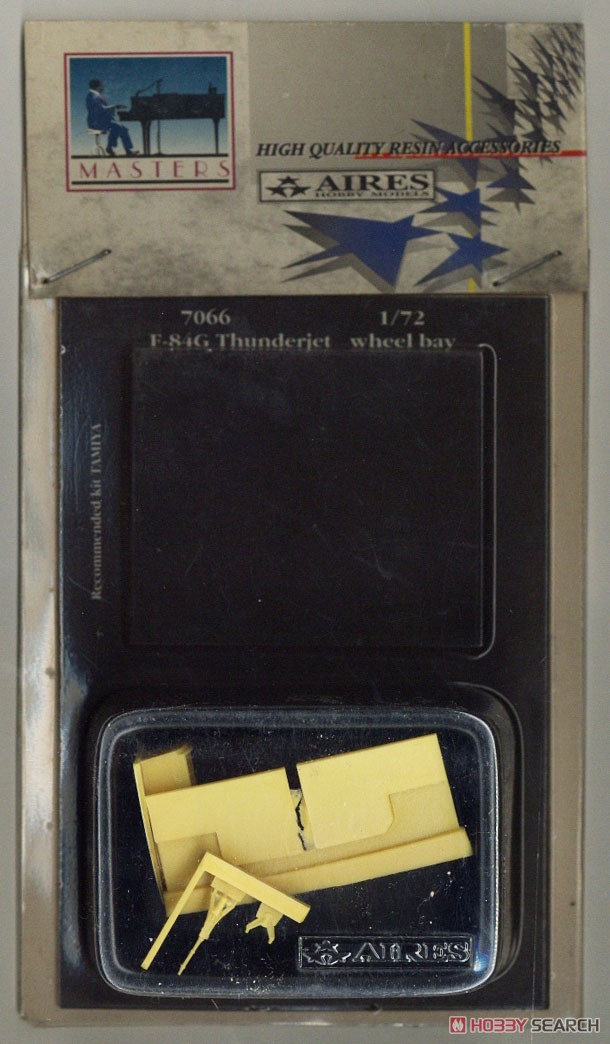 MASTERS
HIGH QUALITY RESIN ACCESSORIES
AIRES
HOBBY MODELS
7066 1/72
F-84G Thunderjet wheel bay
Recommended kit TAMIYA
AIRES
HOBBY SEARCH